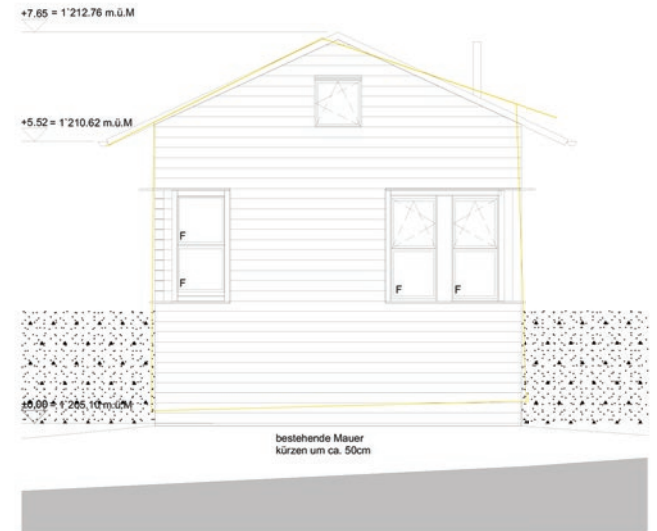 +7.65 = 1`212.76 m.ü.M
+5.52 = 1`210.62 m.ü.M
F
F
F
F
±0.00 = 1`205.10 m.ü.M
bestehende Mauer
kürzen um ca. 50cm